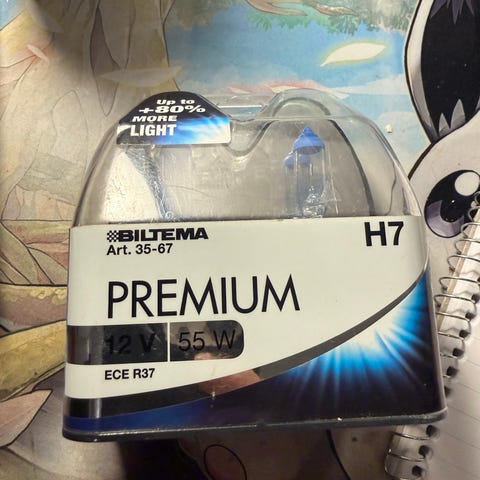 Up to
+80%
MORE
LIGHT
BILTEMA
H7
Art. 35-67
PREMIUM
12 V 55 W
ECE R37